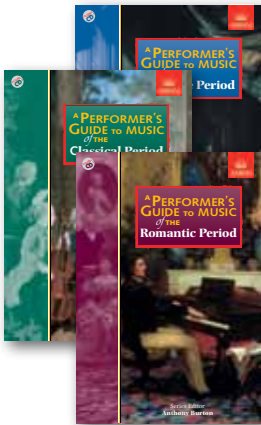 A PERFORMER'S
GUIDE TO MUSIC
Period
A PERFORMER'S
GUIDE TO MUSIC
OF THE
Classical Period
A PERFORMER'S
GUIDE TO MUSIC
OF THE
Romantic Period
Series Editor
Anthony Burton